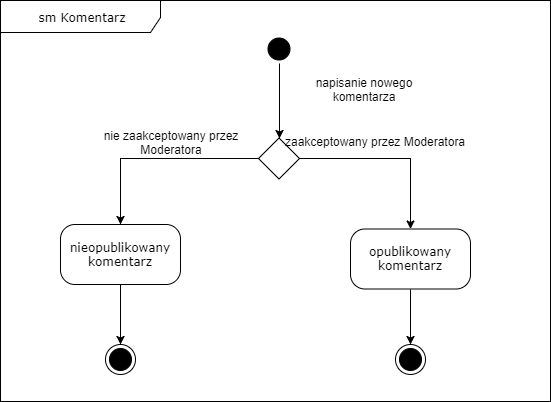 sm Komentarz
napisanie nowego
komentarza
nie zaakceptowany przez
Moderatora
zaakceptowany przez Moderatora
nieopublikowany
komentarz
opublikowany
komentarz